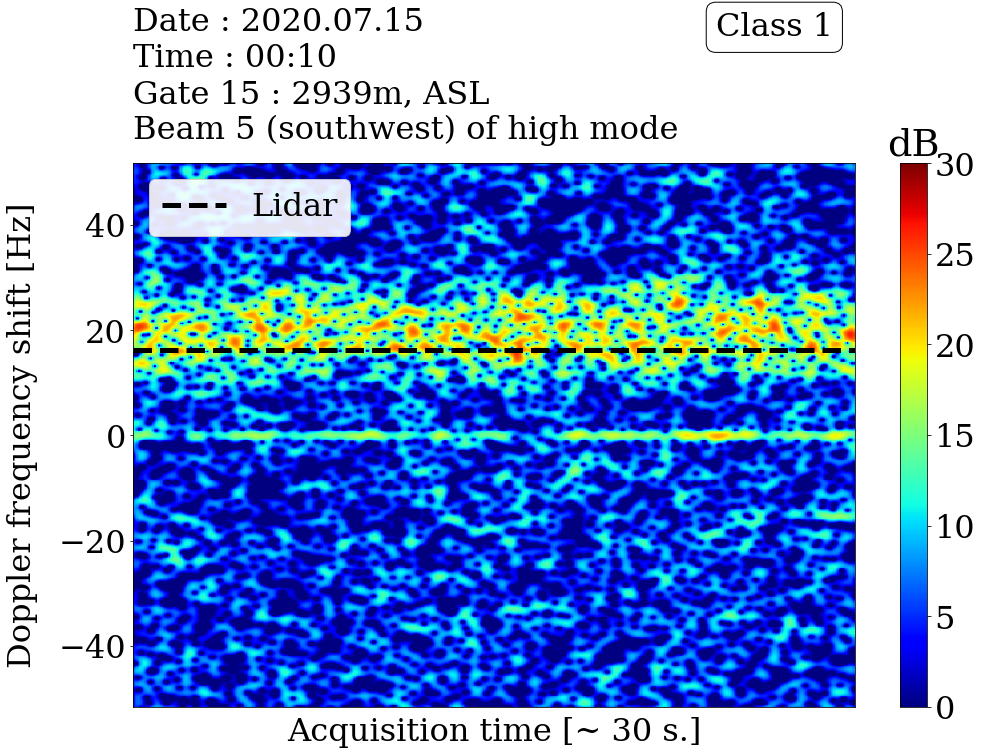 Date : 2020.07.15
Time : 00:10
Gate 15 : 2939m, ASL
Beam 5 (southwest) of high mode
Class 1
dB
Lidar
Doppler frequency shift [Hz]
40
20
0
−20
−40
30
25
20
15
10
5
0
Acquisition time [~ 30 s.]